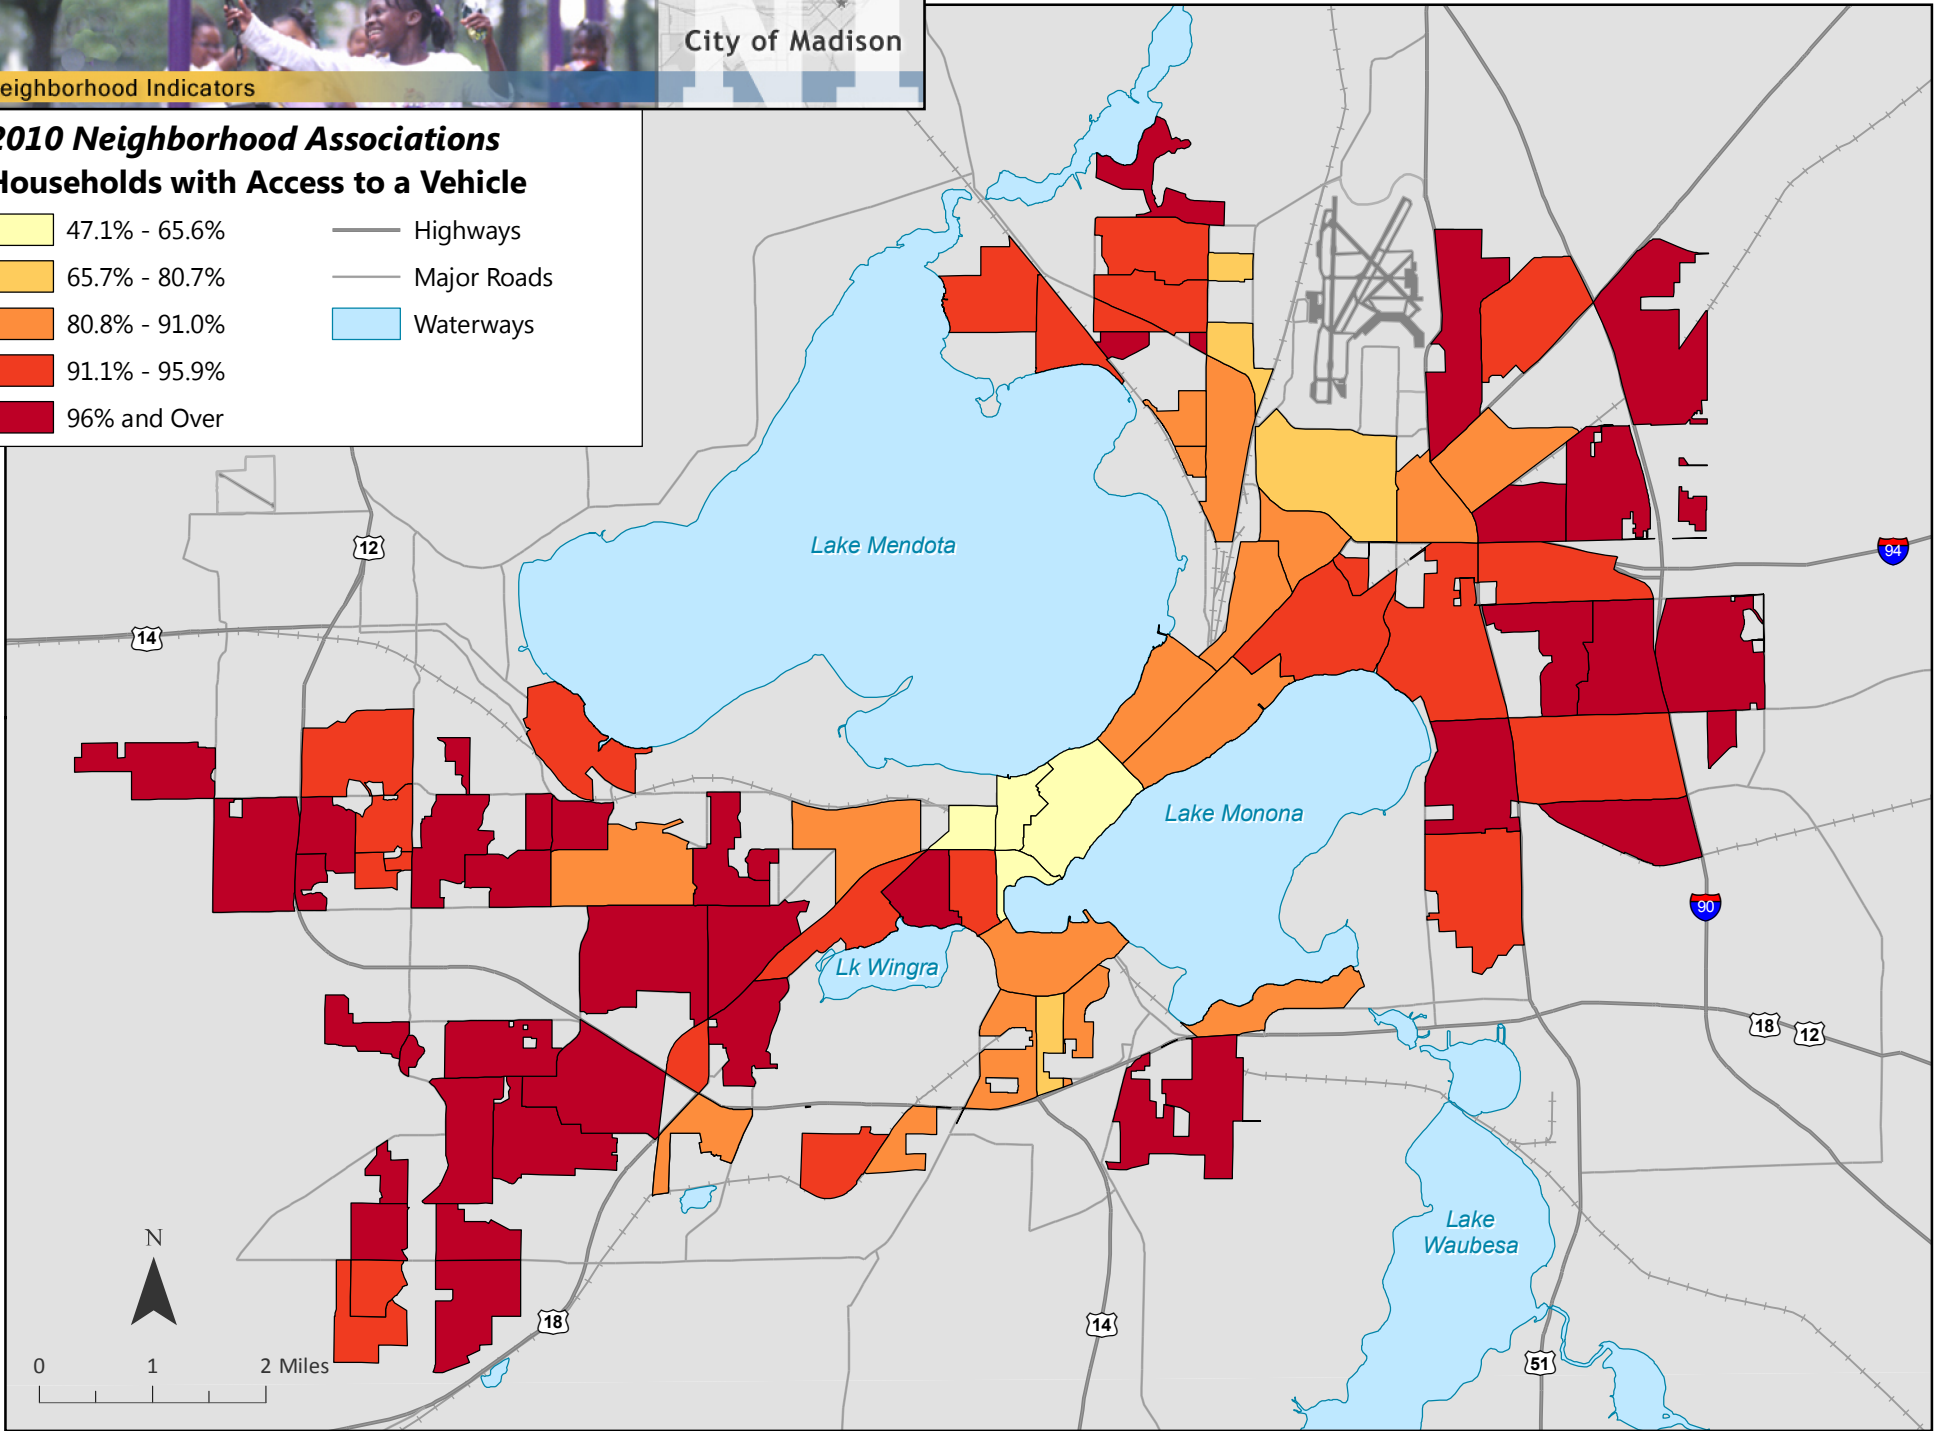 City of Madison
NI
eighborhood Indicators
2010 Neighborhood Associations
Households with Access to a Vehicle
47.1% - 65.6%
65.7% - 80.7%
80.8% - 91.0%
91.1% - 95.9%
96% and Over
Highways
Major Roads
Waterways
Lake Mendota
12
94
14
Lake Monona
90
Lk Wingra
18
12
Lake
Waubesa
N
18
14
51
0 1 2 Miles